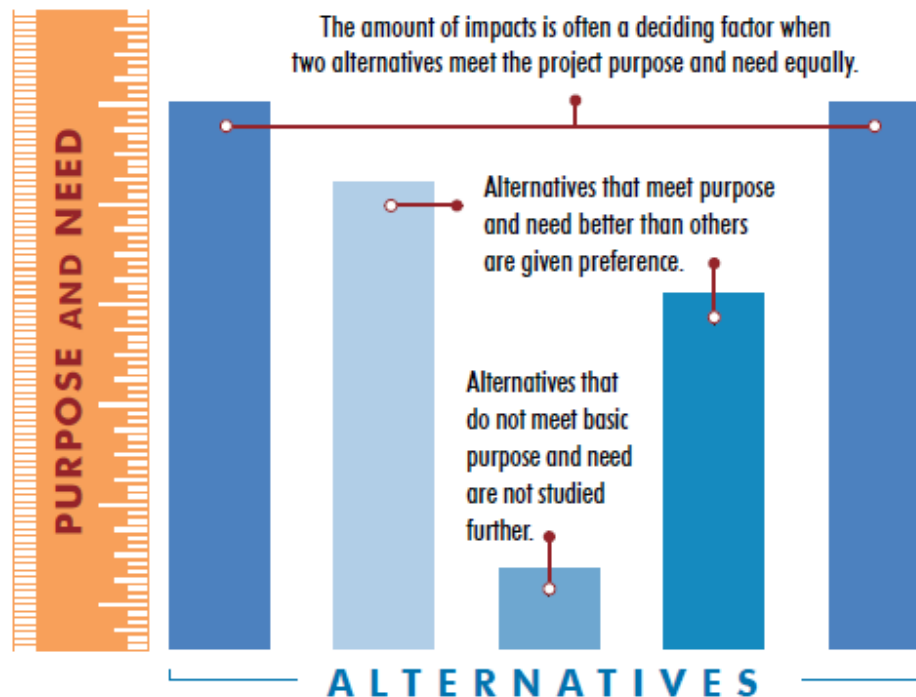 The amount of impacts is often a deciding factor when
two alternatives meet the project purpose and need equally.
PURPOSE AND NEED
Alternatives that meet purpose
and need better than others
are given preference.
Alternatives that
do not meet basic
purpose and need
are not studied
further.
ALTERNATIVES